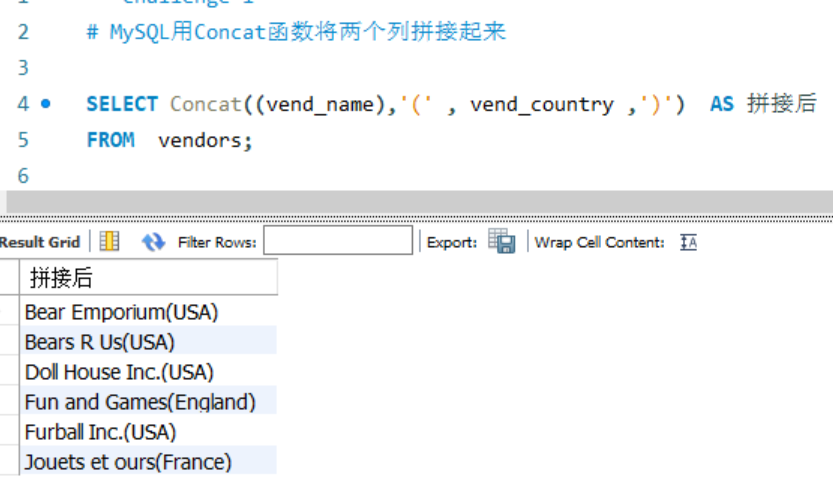 2 # MySQL用Concat函数将两个列拼接起来
3
4 SELECT Concat((vend_name),'(' , vend_country ,')') AS 拼接后
5 FROM vendors;
6
Result Grid Filter Rows: Export: Wrap Cell Content:
拼接后
Bear Emporium(USA)
Bears R Us(USA)
Doll House Inc.(USA)
Fun and Games(England)
Furball Inc.(USA)
Jouets et ours(France)